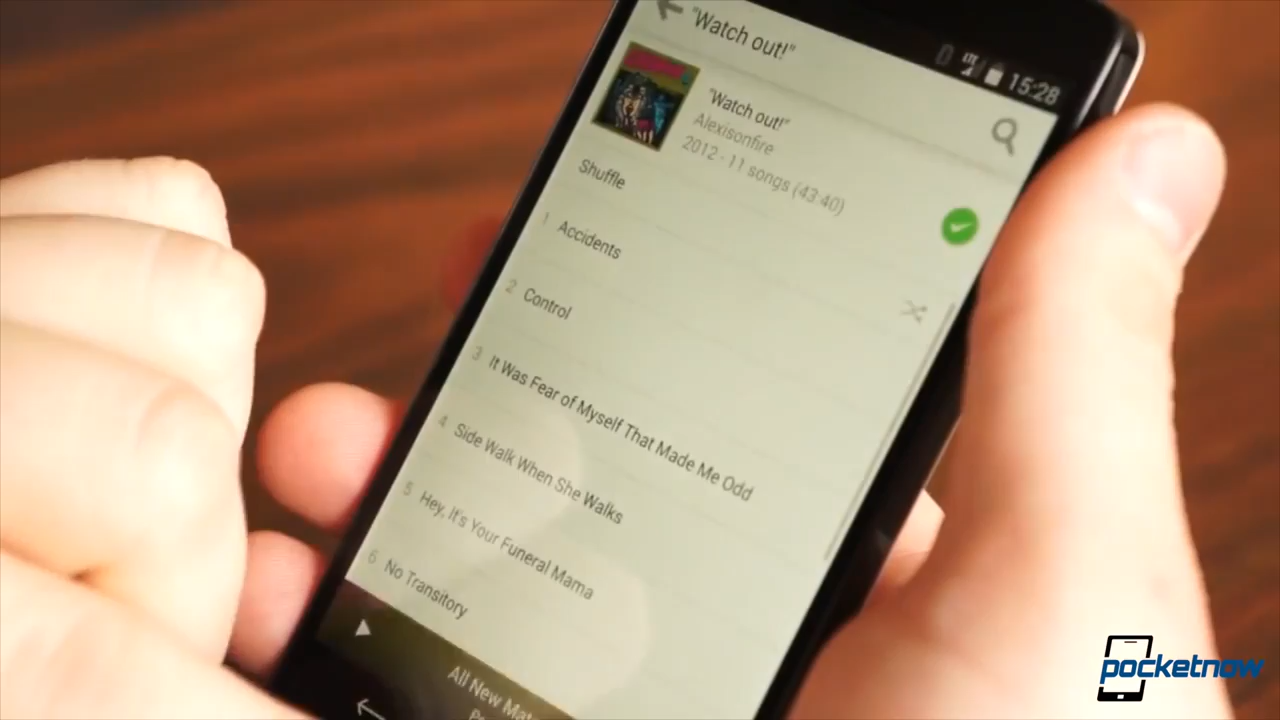 15:28
"Watch out!"
"Watch out!"
Alexisonfire
2012 - 11 songs (43:40)
Shuffle
1 Accidents
2 Control
3 It Was Fear of Myself That Made Me Odd
4 Side Walk When She Walks
5 Hey, It's Your Funeral Mama
6 No Transitory
All New
pocketnow